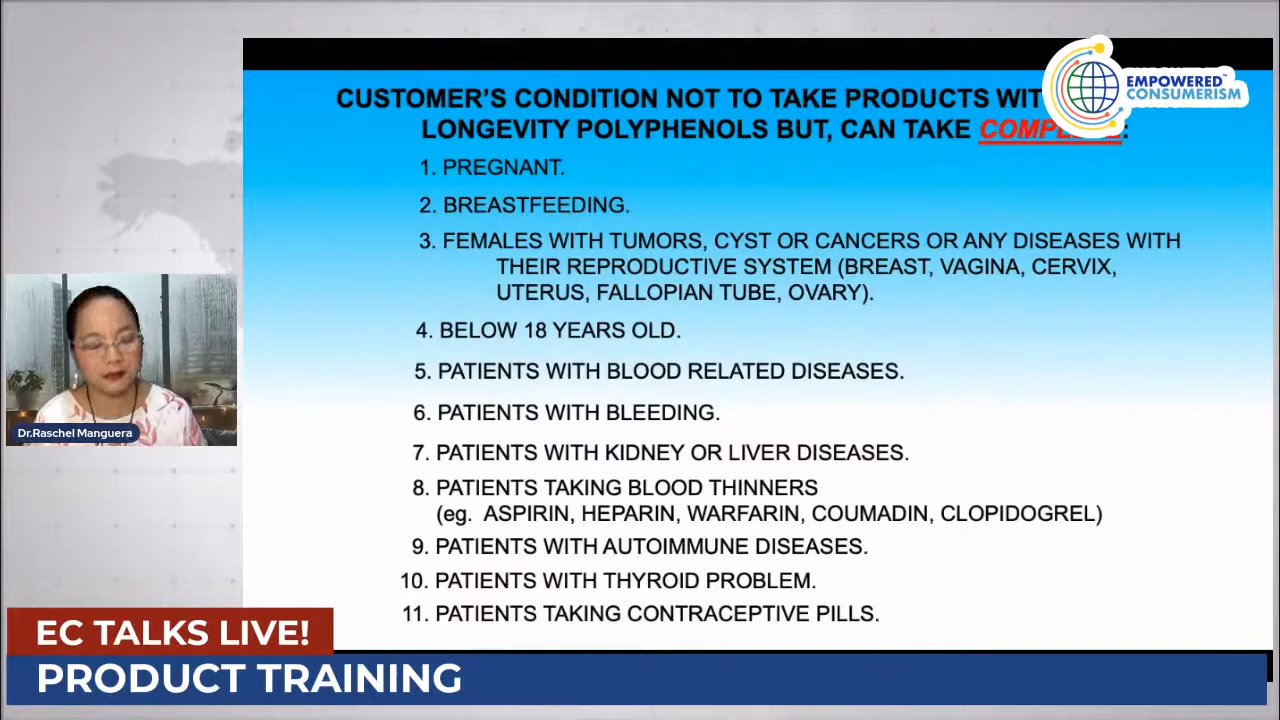 EMPOWERED™
CONSUMERISM
CUSTOMER'S CONDITION NOT TO TAKE PRODUCTS
LONGEVITY POLYPHENOLS BUT, CAN TAKE
1. PREGNANT.
2. BREASTFEEDING.
3. FEMALES WITH TUMORS, CYST OR CANCERS OR ANY DISEASES WITH
THEIR REPRODUCTIVE SYSTEM (BREAST, VAGINA, CERVIX,
UTERUS, FALLOPIAN TUBE, OVARY).
4. BELOW 18 YEARS OLD.
5. PATIENTS WITH BLOOD RELATED DISEASES.
6. PATIENTS WITH BLEEDING.
7. PATIENTS WITH KIDNEY OR LIVER DISEASES.
8. PATIENTS TAKING BLOOD THINNERS
(eg. ASPIRIN, HEPARIN, WARFARIN, COUMADIN, CLOPIDOGREL)
9. PATIENTS WITH AUTOIMMUNE DISEASES.
10. PATIENTS WITH THYROID PROBLEM.
11. PATIENTS TAKING CONTRACEPTIVE PILLS.
Dr.Raschel Manguera
EC TALKS LIVE!
PRODUCT TRAINING